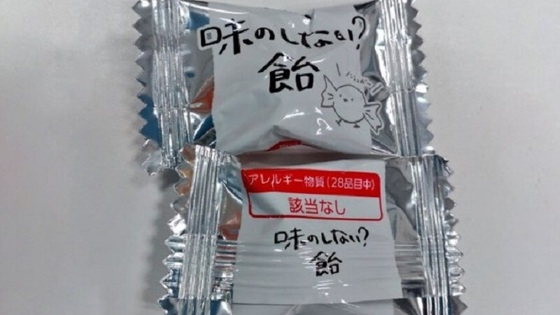 味のしない?
飴
アレルギー物質(28品目中)
該当なし
味のしない?
飴